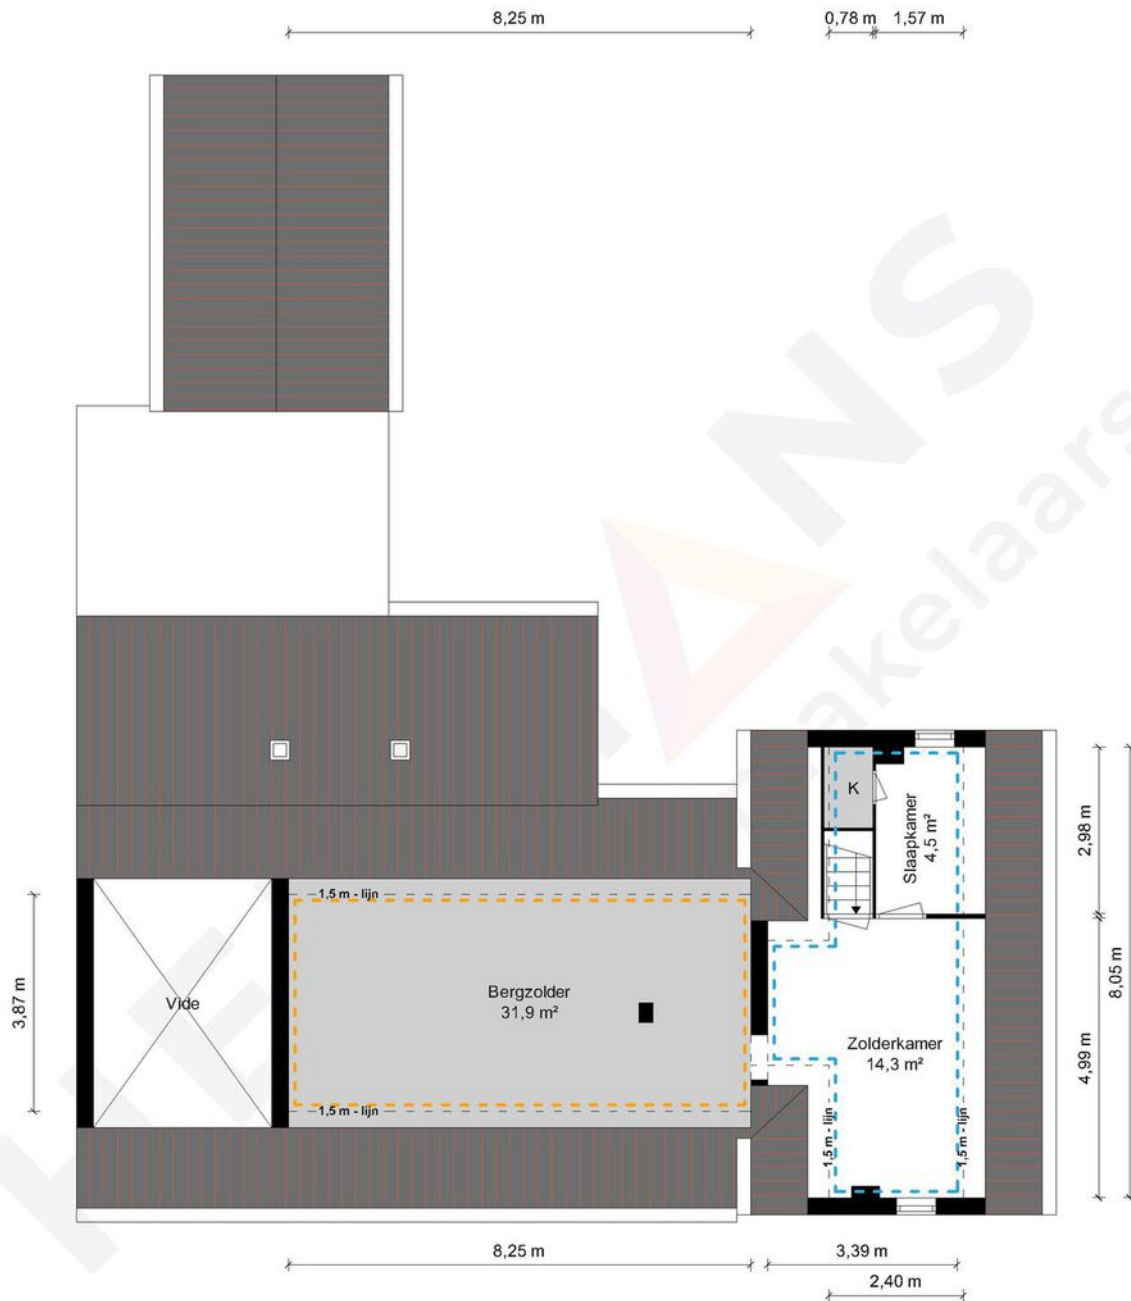 8,25 m
0,78 m
1,57 m
K
Slaapkamer
4,5 m²
2,98 m
1,5 m - lijn
Bergzolder
31,9 m²
Vide
3,87 m
Zolderkamer
14,3 m²
4,99 m
8,05 m
1,5 m - lijn
1,5 m - lijn
1,5 m - lijn
8,25 m
3,39 m
2,40 m